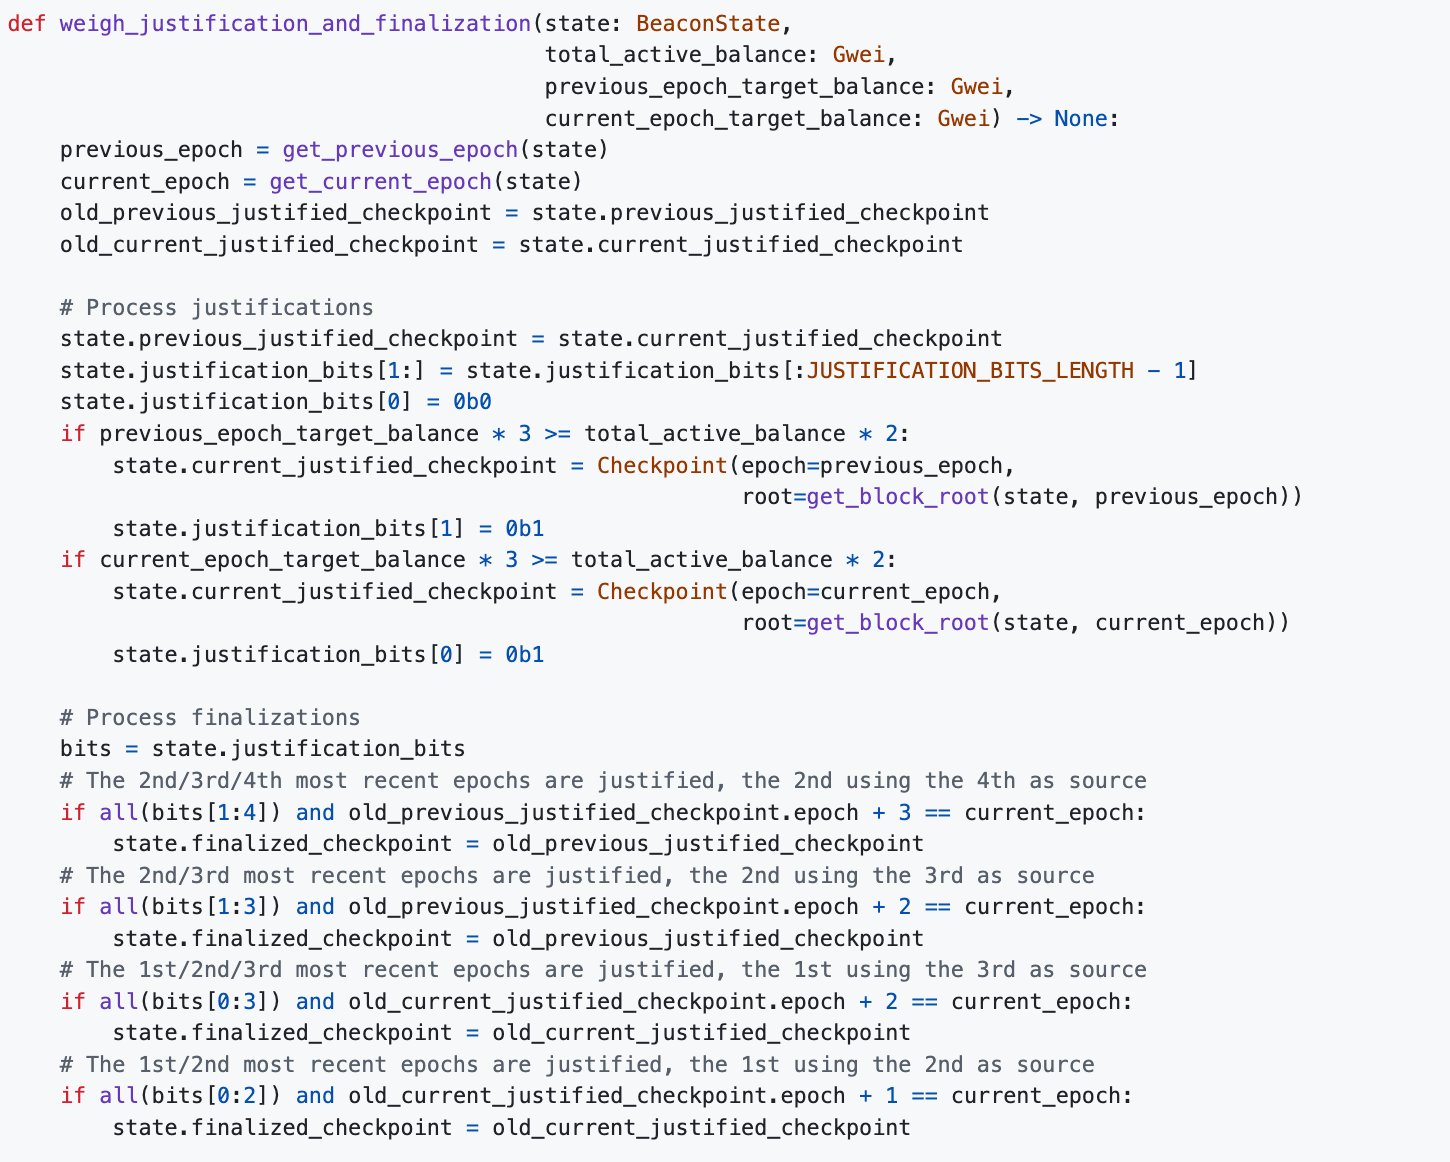 def weigh_justification_and_finalization(state: BeaconState,
                                         total_active_balance: Gwei,
                                         previous_epoch_target_balance: Gwei,
                                         current_epoch_target_balance: Gwei) -> None:
    previous_epoch = get_previous_epoch(state)
    current_epoch = get_current_epoch(state)
    old_previous_justified_checkpoint = state.previous_justified_checkpoint
    old_current_justified_checkpoint = state.current_justified_checkpoint

    # Process justifications
    state.previous_justified_checkpoint = state.current_justified_checkpoint
    state.justification_bits[1:] = state.justification_bits[:JUSTIFICATION_BITS_LENGTH - 1]
    state.justification_bits[0] = 0b0
    if previous_epoch_target_balance * 3 >= total_active_balance * 2:
        state.current_justified_checkpoint = Checkpoint(epoch=previous_epoch,
                                                        root=get_block_root(state, previous_epoch))
        state.justification_bits[1] = 0b1
    if current_epoch_target_balance * 3 >= total_active_balance * 2:
        state.current_justified_checkpoint = Checkpoint(epoch=current_epoch,
                                                        root=get_block_root(state, current_epoch))
        state.justification_bits[0] = 0b1

    # Process finalizations
    bits = state.justification_bits
    # The 2nd/3rd/4th most recent epochs are justified, the 2nd using the 4th as source
    if all(bits[1:4]) and old_previous_justified_checkpoint.epoch + 3 == current_epoch:
        state.finalized_checkpoint = old_previous_justified_checkpoint
    # The 2nd/3rd most recent epochs are justified, the 2nd using the 3rd as source
    if all(bits[1:3]) and old_previous_justified_checkpoint.epoch + 2 == current_epoch:
        state.finalized_checkpoint = old_previous_justified_checkpoint
    # The 1st/2nd/3rd most recent epochs are justified, the 1st using the 3rd as source
    if all(bits[0:3]) and old_current_justified_checkpoint.epoch + 2 == current_epoch:
        state.finalized_checkpoint = old_current_justified_checkpoint
    # The 1st/2nd most recent epochs are justified, the 1st using the 2nd as source
    if all(bits[0:2]) and old_current_justified_checkpoint.epoch + 1 == current_epoch:
        state.finalized_checkpoint = old_current_justified_checkpoint